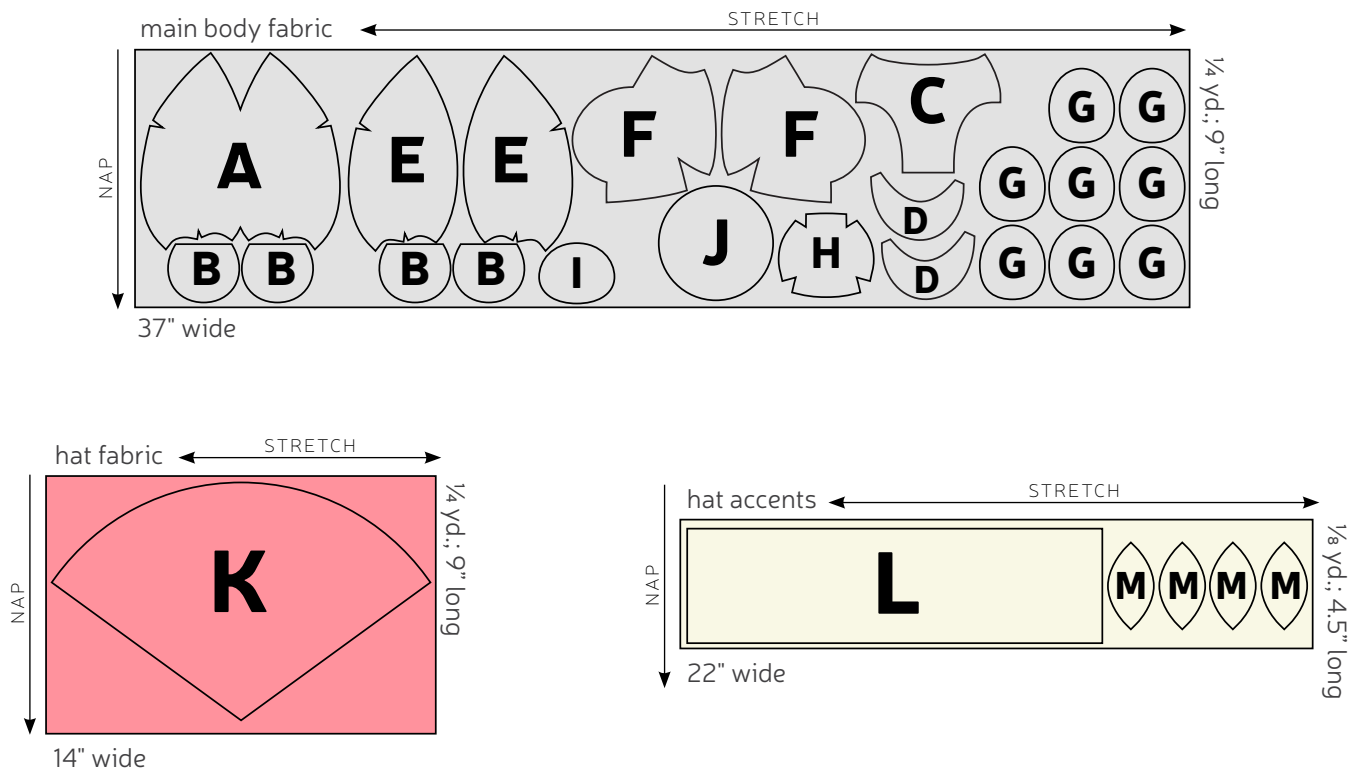 main body fabric
STRETCH
NAP
A
E
E
F
F
C
G
G
G
G
G
D
B
B
B
B
I
J
H
D
G
G
G
¼ yd.; 9" long
37" wide
hat fabric
STRETCH
NAP
K
¼ yd.; 9" long
14" wide
hat accents
STRETCH
NAP
L
M
M
M
M
⅛ yd.; 4.5" long
22" wide